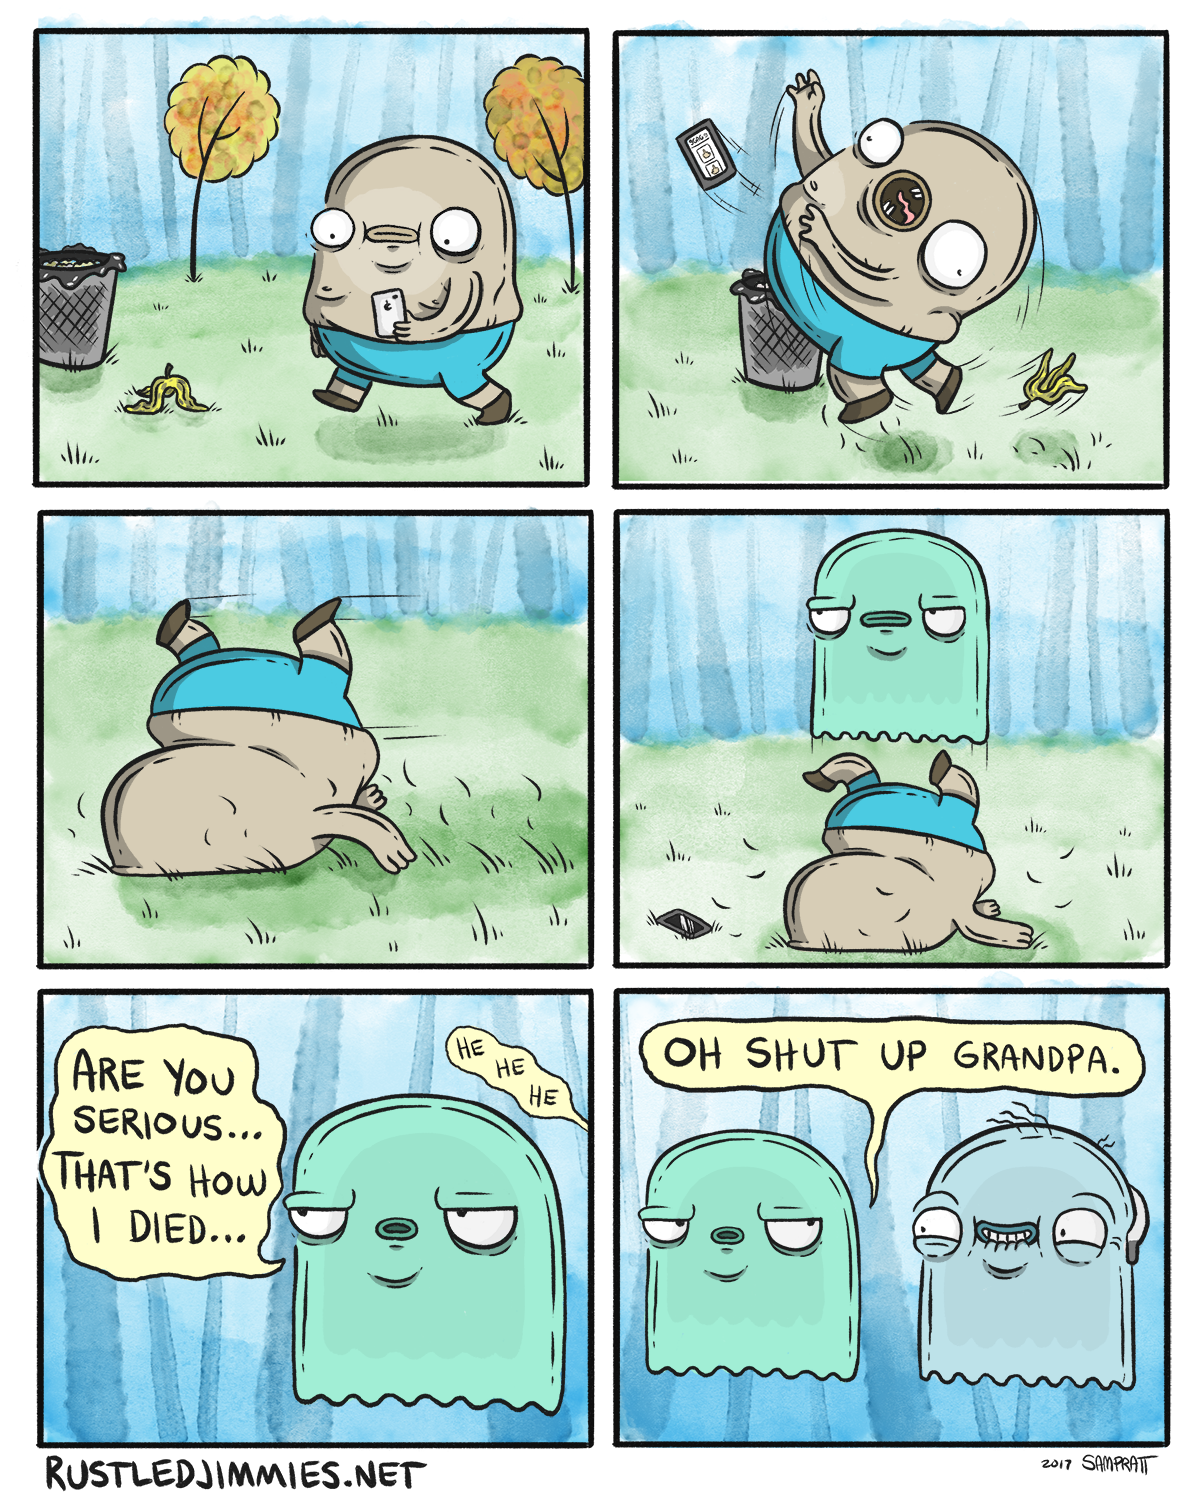 ARE YOU
SERIOUS...
THAT'S HOW
I DIED...
HE
HE
HE
OH SHUT UP GRANDPA.
RUSTLEDJIMMIES.NET
2017 SAMPRATT